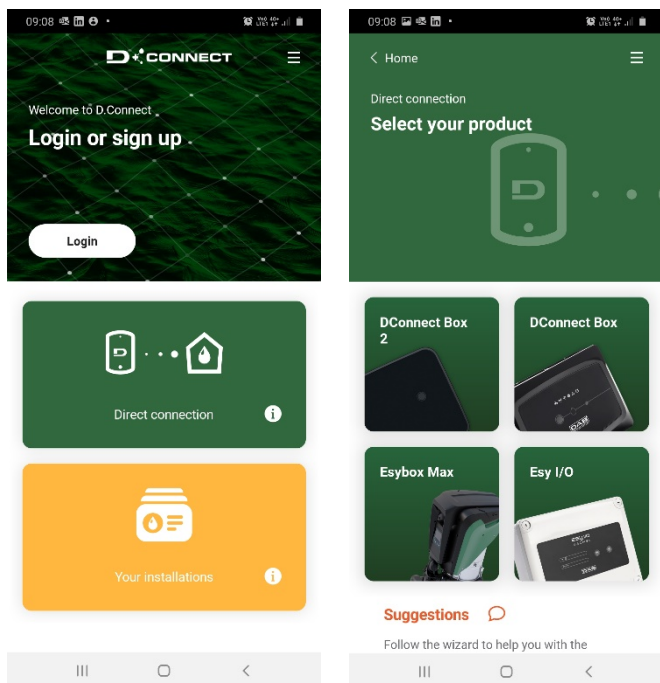 09:08
D CONNECT
Welcome to D.Connect
Login or sign up
Login
Direct connection
Your installations
09:08
Home
Direct connection
Select your product
DConnect Box
2
DConnect Box
DAB
Esybox Max
Esy I/O
Suggestions
Follow the wizard to help you with the